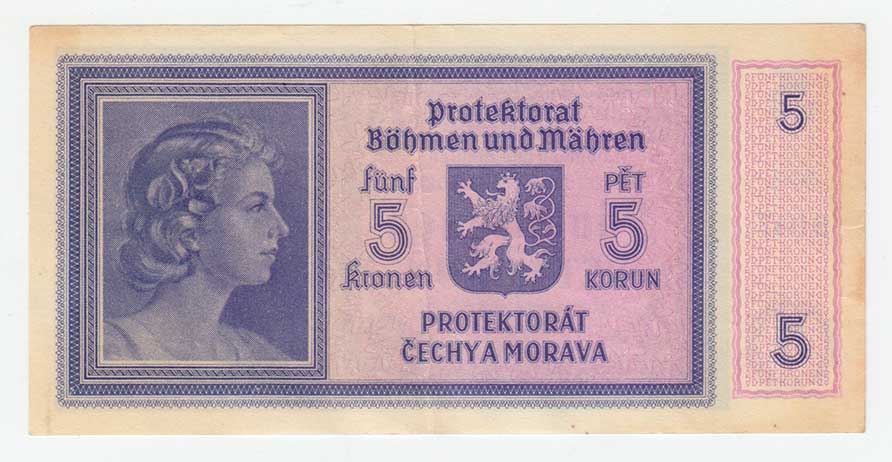 Protektorat
Böhmen und Mähren
fünf
5
Kronen
PĚT
5
KORUN
PROTEKTORÁT
ČECHY A MORAVA
5
5